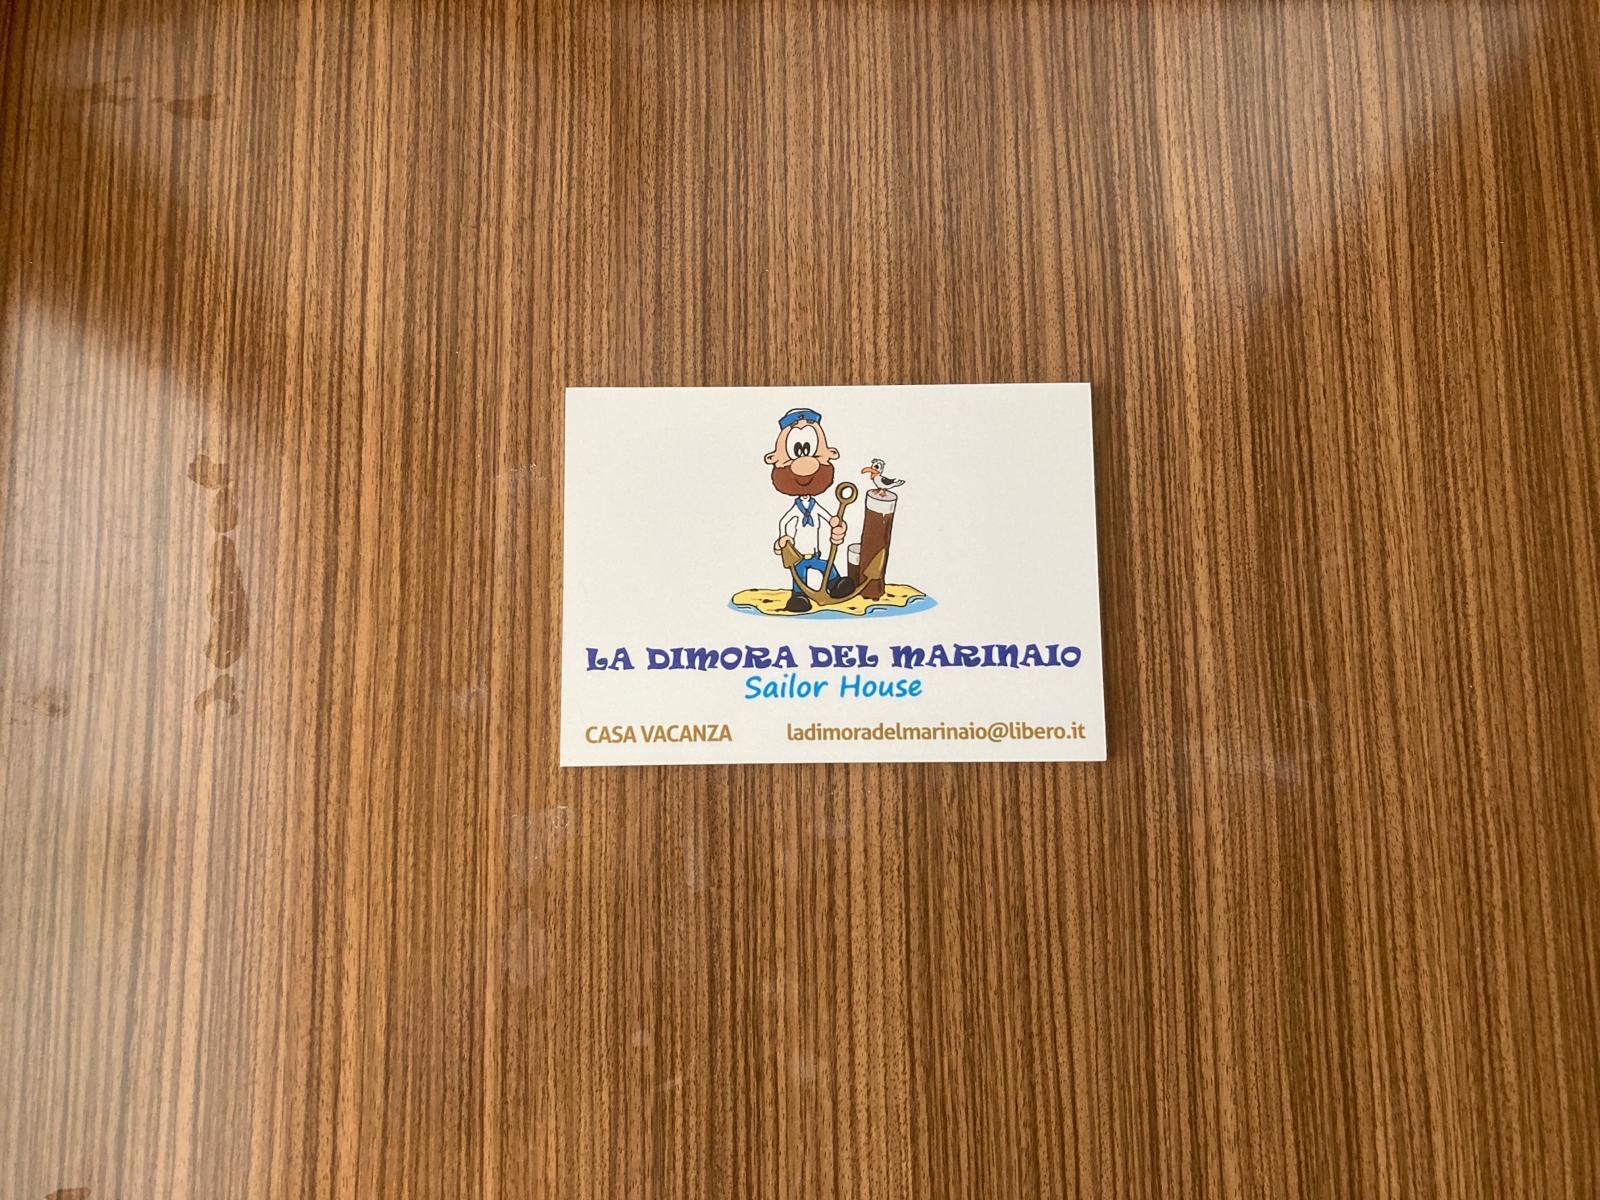 LA DIMORA DEL MARINAIO
Sailor House
CASA VACANZA ladimoradelmarinaio@libero.it